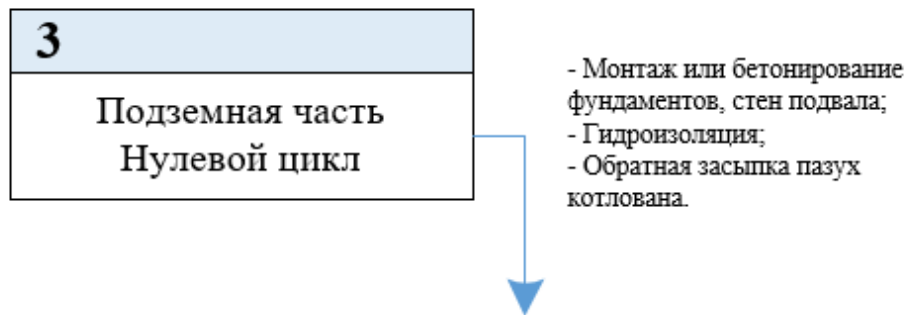 3
Подземная часть
Нулевой цикл
- Монтаж или бетонирование
фундаментов, стен подвала;
- Гидроизоляция;
- Обратная засыпка пазух
котлована.